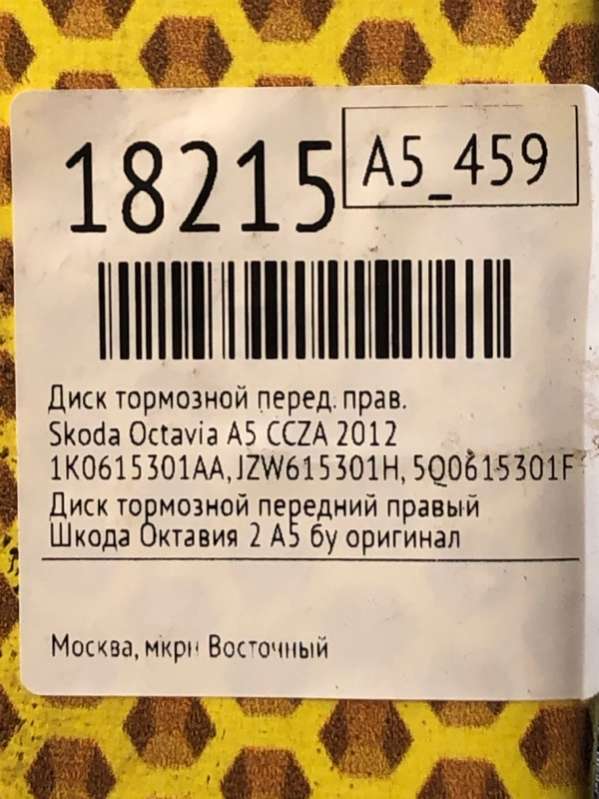 18215
A5_459
Диск тормозной перед. прав.
Skoda Octavia A5 CCZA 2012
1K0615301AA, JZW615301H, 5Q0615301F
Диск тормозной передний правый
Шкода Октавия 2 А5 бу оригинал
Москва, мкрн Восточный